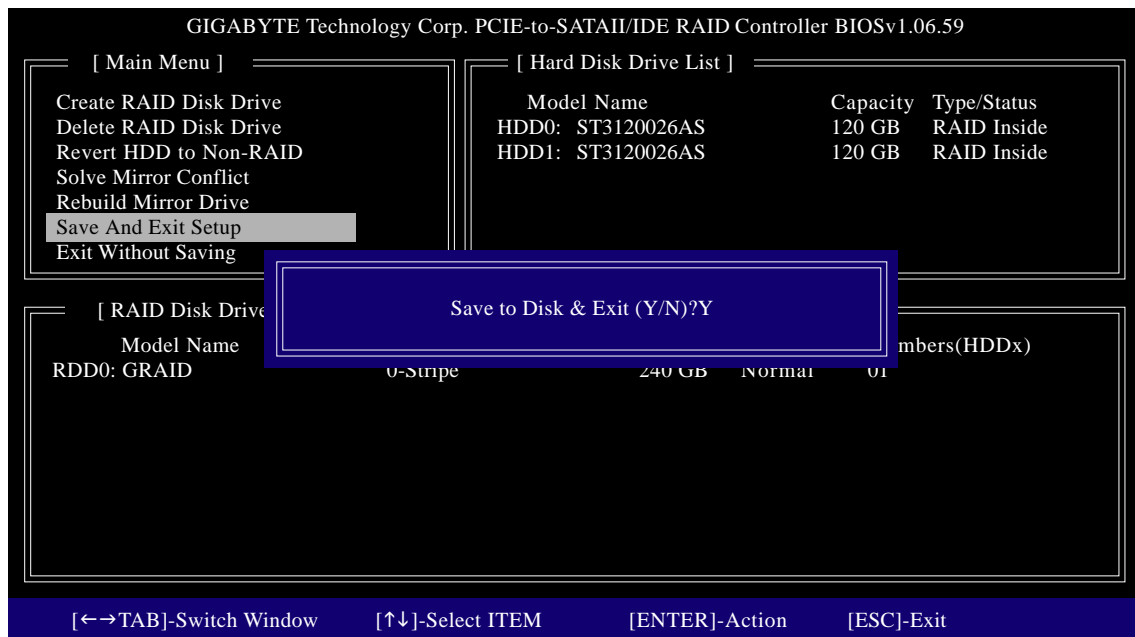 GIGABYTE Technology Corp. PCIE-to-SATAII/IDE RAID Controller BIOSv1.06.59
[ Main Menu ]
Create RAID Disk Drive
Delete RAID Disk Drive
Revert HDD to Non-RAID
Solve Mirror Conflict
Rebuild Mirror Drive
Save And Exit Setup
Exit Without Saving
[ Hard Disk Drive List ]
Model Name Capacity Type/Status
HDD0: ST3120026AS 120 GB RAID Inside
HDD1: ST3120026AS 120 GB RAID Inside
Save to Disk & Exit (Y/N)?Y
[ RAID Disk Drive
Model Name mbers(HDDx)
RDD0: GRAID 0-Stripe 240 GB Normal 01
[←→TAB]-Switch Window [↑↓]-Select ITEM [ENTER]-Action [ESC]-Exit